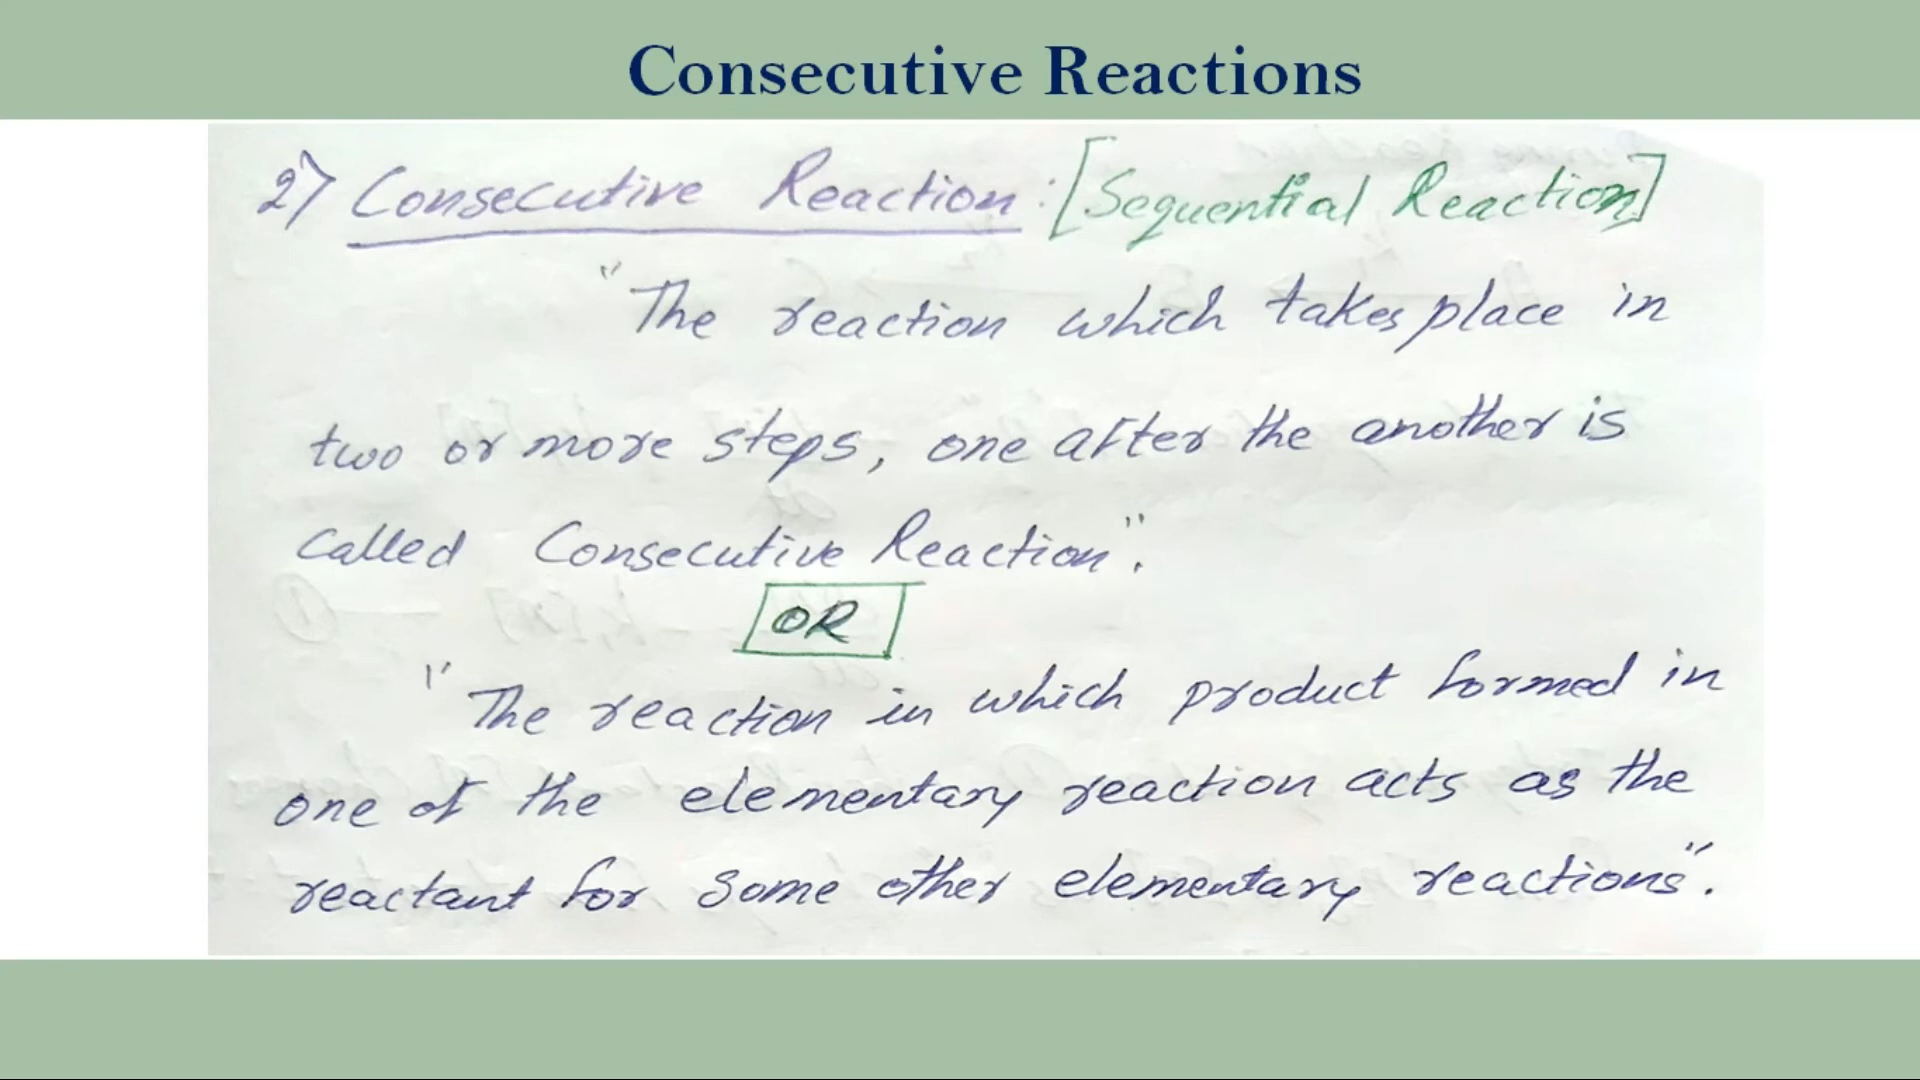 Consecutive Reactions
2) Consecutive Reaction : [Sequential Reaction]
"The reaction which takes place in
two or more steps, one after the another is
called Consecutive Reaction".
OR
"The reaction in which product formed in
one of the elementary reaction acts as the
reactant for some other elementary reactions".